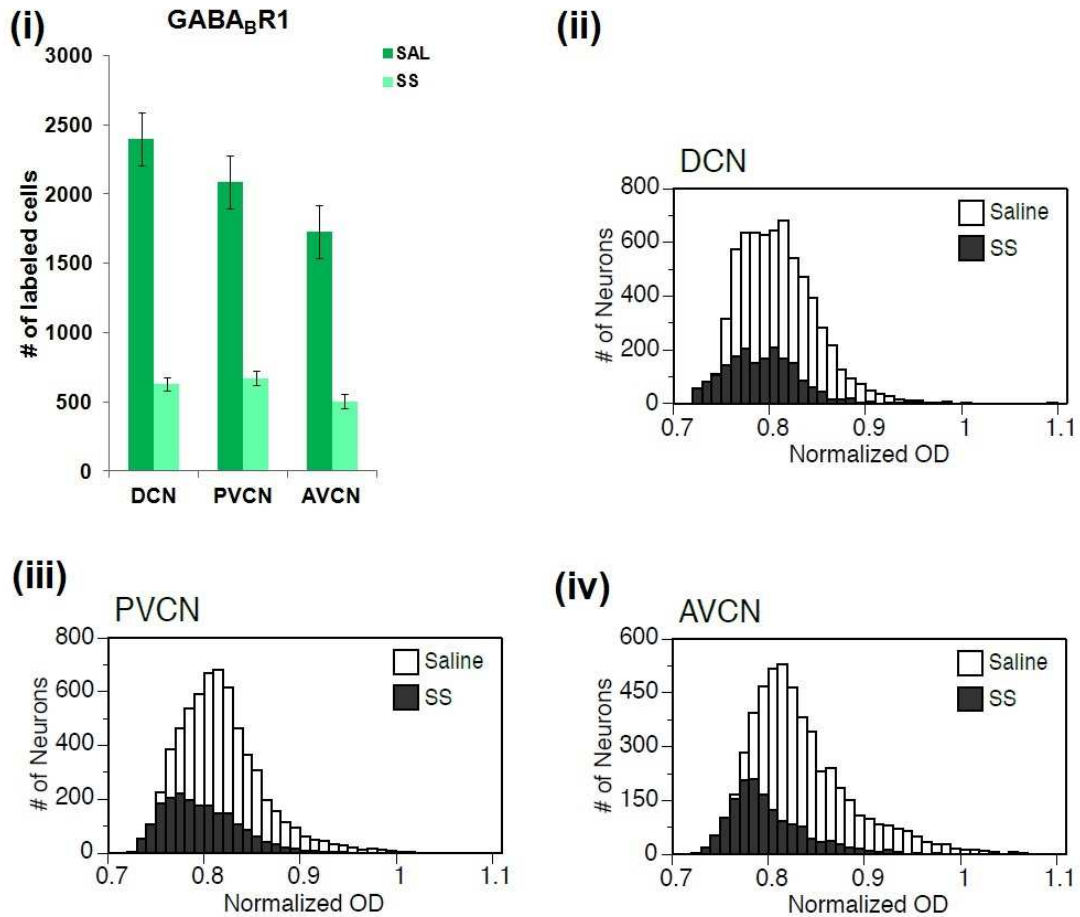 (i)
GABA_BR1
SAL
SS
3000
2500
2000
1500
1000
500
0
# of labeled cells
DCN PVCN AVCN
(ii)
DCN
800
600
400
200
0
# of Neurons
Saline
SS
0.7 0.8 0.9 1 1.1
Normalized OD
(iii)
PVCN
800
600
400
200
0
# of Neurons
Saline
SS
0.7 0.8 0.9 1 1.1
Normalized OD
(iv)
AVCN
600
450
300
150
0
# of Neurons
Saline
SS
0.7 0.8 0.9 1 1.1
Normalized OD